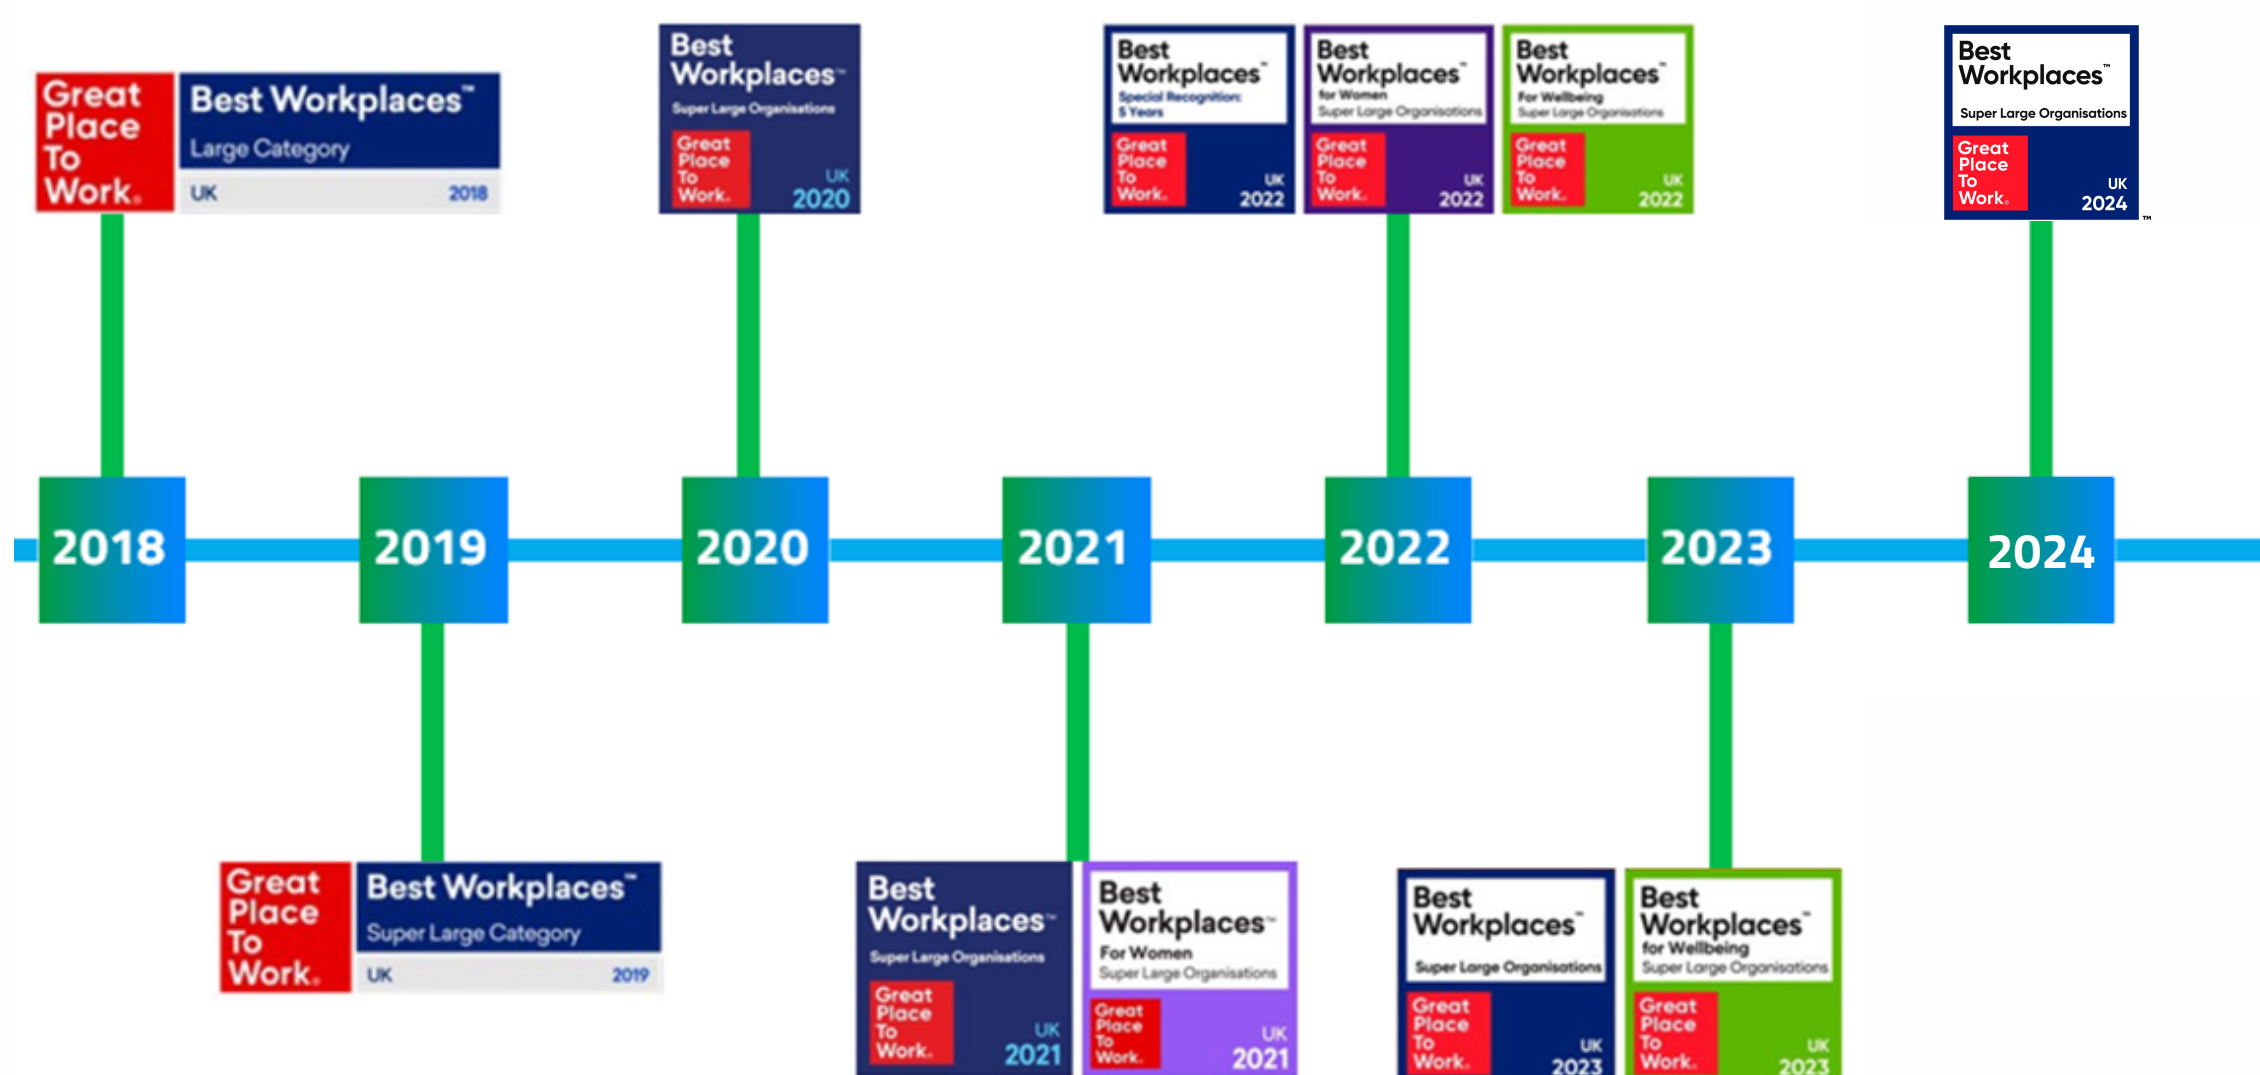 Great
Place
To
Work®
Best Workplaces™
Large Category
UK 2018
Best
Workplaces™
Super Large Organisations
Great
Place
To
Work.
UK
2020
Best
Workplaces™
Special Recognition:
5 Years
Great
Place
To
Work.
UK
2022
Best
Workplaces™
for Women
Super Large Organisations
Great
Place
To
Work.
UK
2022
Best
Workplaces™
For Wellbeing
Super Large Organisations
Great
Place
To
Work.
UK
2022
Best
Workplaces™
Super Large Organisations
Great
Place
To
Work®
UK
2024
™
2018
2019
2020
2021
2022
2023
2024
Great
Place
To
Work®
Best Workplaces™
Super Large Category
UK 2019
Best
Workplaces™
Super Large Organisations
Great
Place
To
Work.
UK
2021
Best
Workplaces™
For Women
Super Large Organisations
Great
Place
To
Work.
UK
2021
Best
Workplaces™
Super Large Organisations
Great
Place
To
Work.
UK
2023
Best
Workplaces™
for Wellbeing
Super Large Organisations
Great
Place
To
Work.
UK
2023